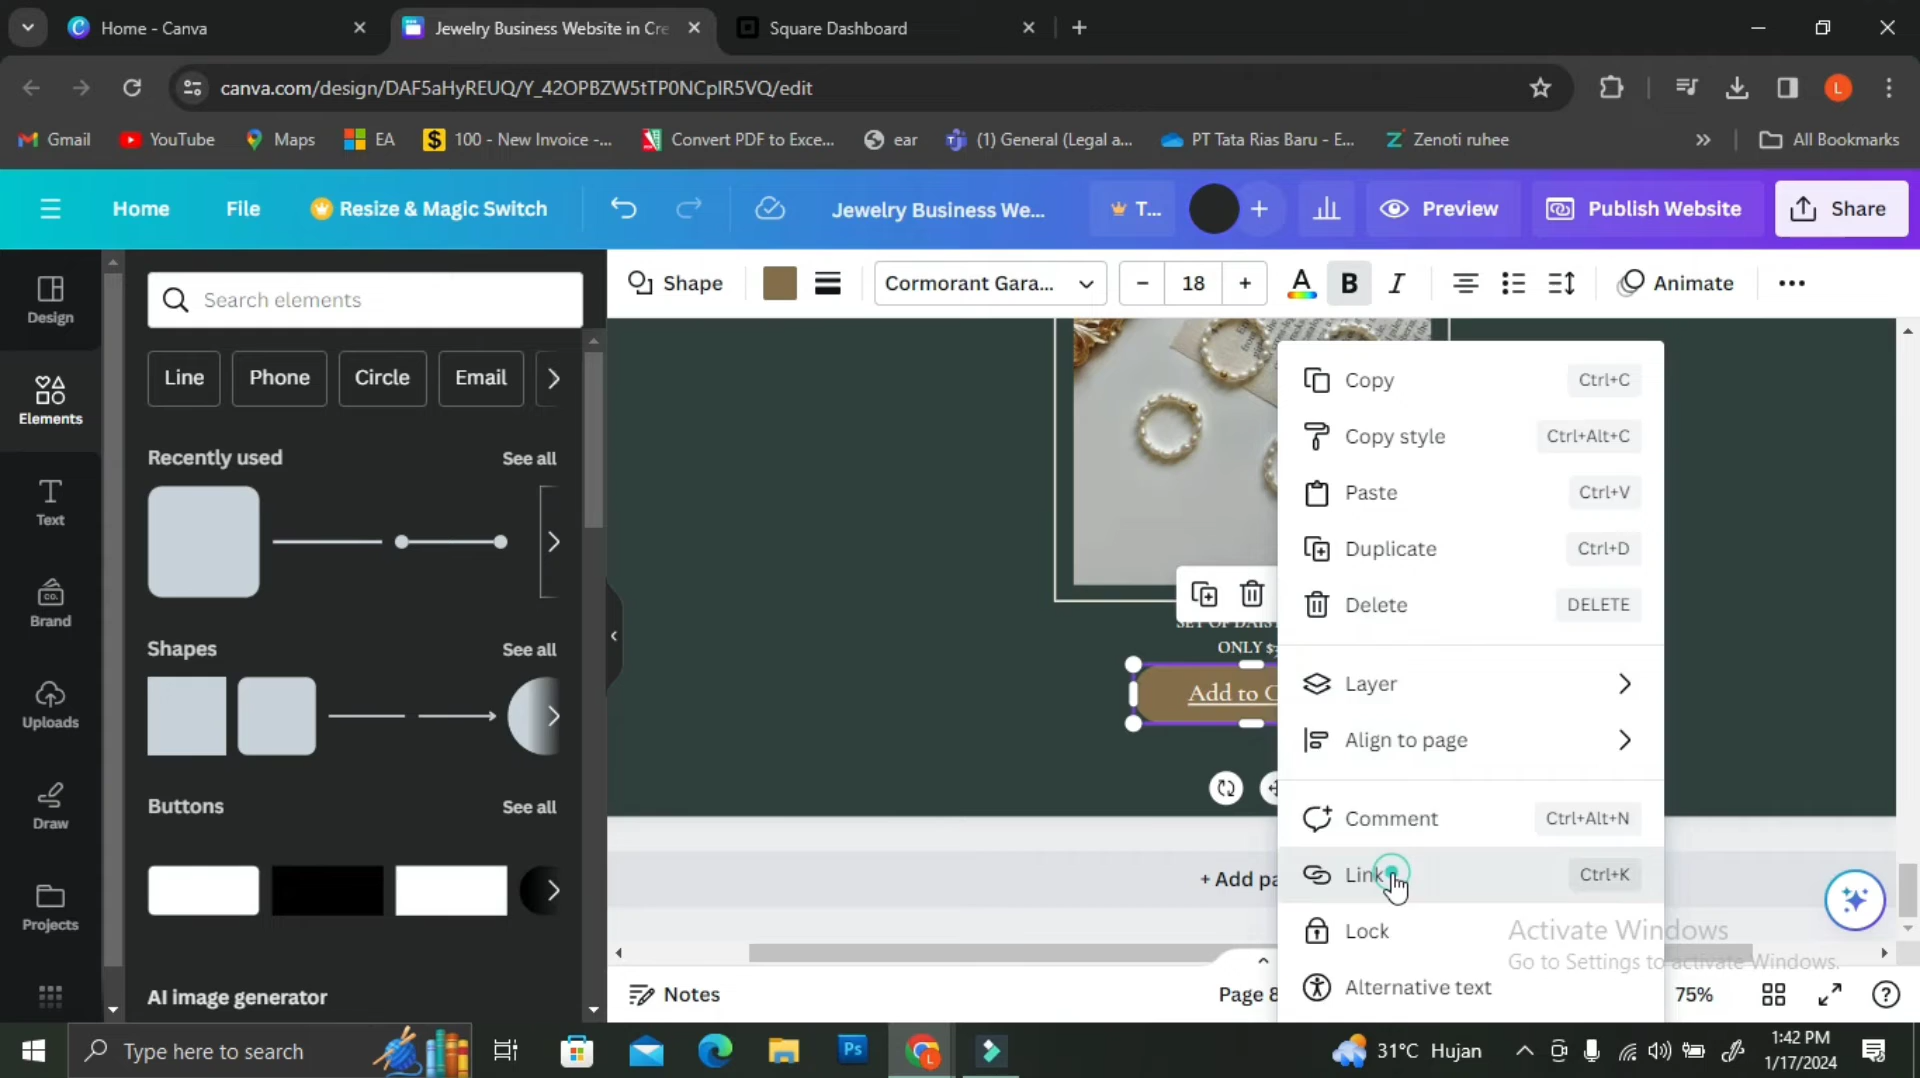 Home - Canva
Jewelry Business Website in Cre
Square Dashboard
canva.com/design/DAF5aHyREUQ/Y_42OPBZW5tTP0NCpIR5VQ/edit
L
Gmail
YouTube
Maps
EA
100 - New Invoice -...
Convert PDF to Exce...
ear
(1) General (Legal a...
PT Tata Rias Baru - E...
Zenoti ruhee
All Bookmarks
Home
File
Resize & Magic Switch
Jewelry Business We...
T...
Preview
Publish Website
Share
Design
Elements
Text
Brand
Uploads
Draw
Projects
Search elements
Line
Phone
Circle
Email
Recently used
See all
Shapes
See all
Buttons
See all
AI image generator
Shape
Cormorant Gara...
18
A
B
I
Animate
SET OF
ONLY $
Add to C
+ Add pa
Copy
Ctrl+C
Copy style
Ctrl+Alt+C
Paste
Ctrl+V
Duplicate
Ctrl+D
Delete
DELETE
Layer
Align to page
Comment
Ctrl+Alt+N
Link
Ctrl+K
Lock
Alternative text
Activate Windows
Go to Settings to activate Windows.
Notes
Page 8
75%
Type here to search
Ps
L
31°C Hujan
1:42 PM
1/17/2024